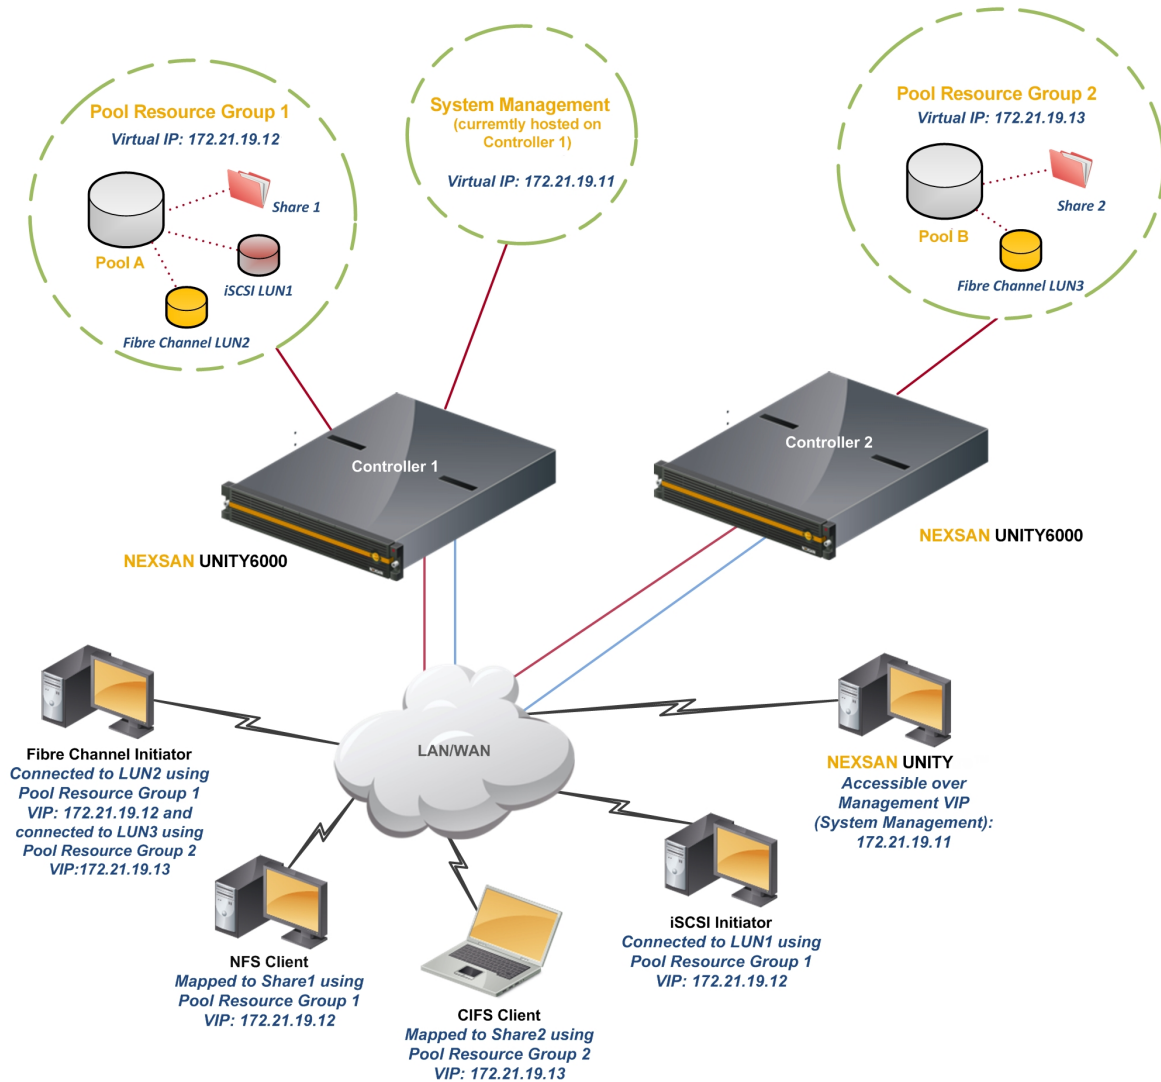 Pool Resource Group 1
Virtual IP: 172.21.19.12
Share 1
Pool A
iSCSI LUN1
Fibre Channel LUN2
System Management
(currently hosted on
Controller 1)
Virtual IP: 172.21.19.11
Pool Resource Group 2
Virtual IP: 172.21.19.13
Share 2
Pool B
Fibre Channel LUN3
Controller 1
NEXSAN UNITY6000
Controller 2
NEXSAN UNITY6000
LAN/WAN
Fibre Channel Initiator
Connected to LUN2 using
Pool Resource Group 1
VIP: 172.21.19.12 and
connected to LUN3 using
Pool Resource Group 2
VIP:172.21.19.13
NFS Client
Mapped to Share1 using
Pool Resource Group 1
VIP: 172.21.19.12
CIFS Client
Mapped to Share2 using
Pool Resource Group 2
VIP: 172.21.19.13
iSCSI Initiator
Connected to LUN1 using
Pool Resource Group 1
VIP: 172.21.19.12
NEXSAN UNITY
Accessible over
Management VIP
(System Management):
172.21.19.11